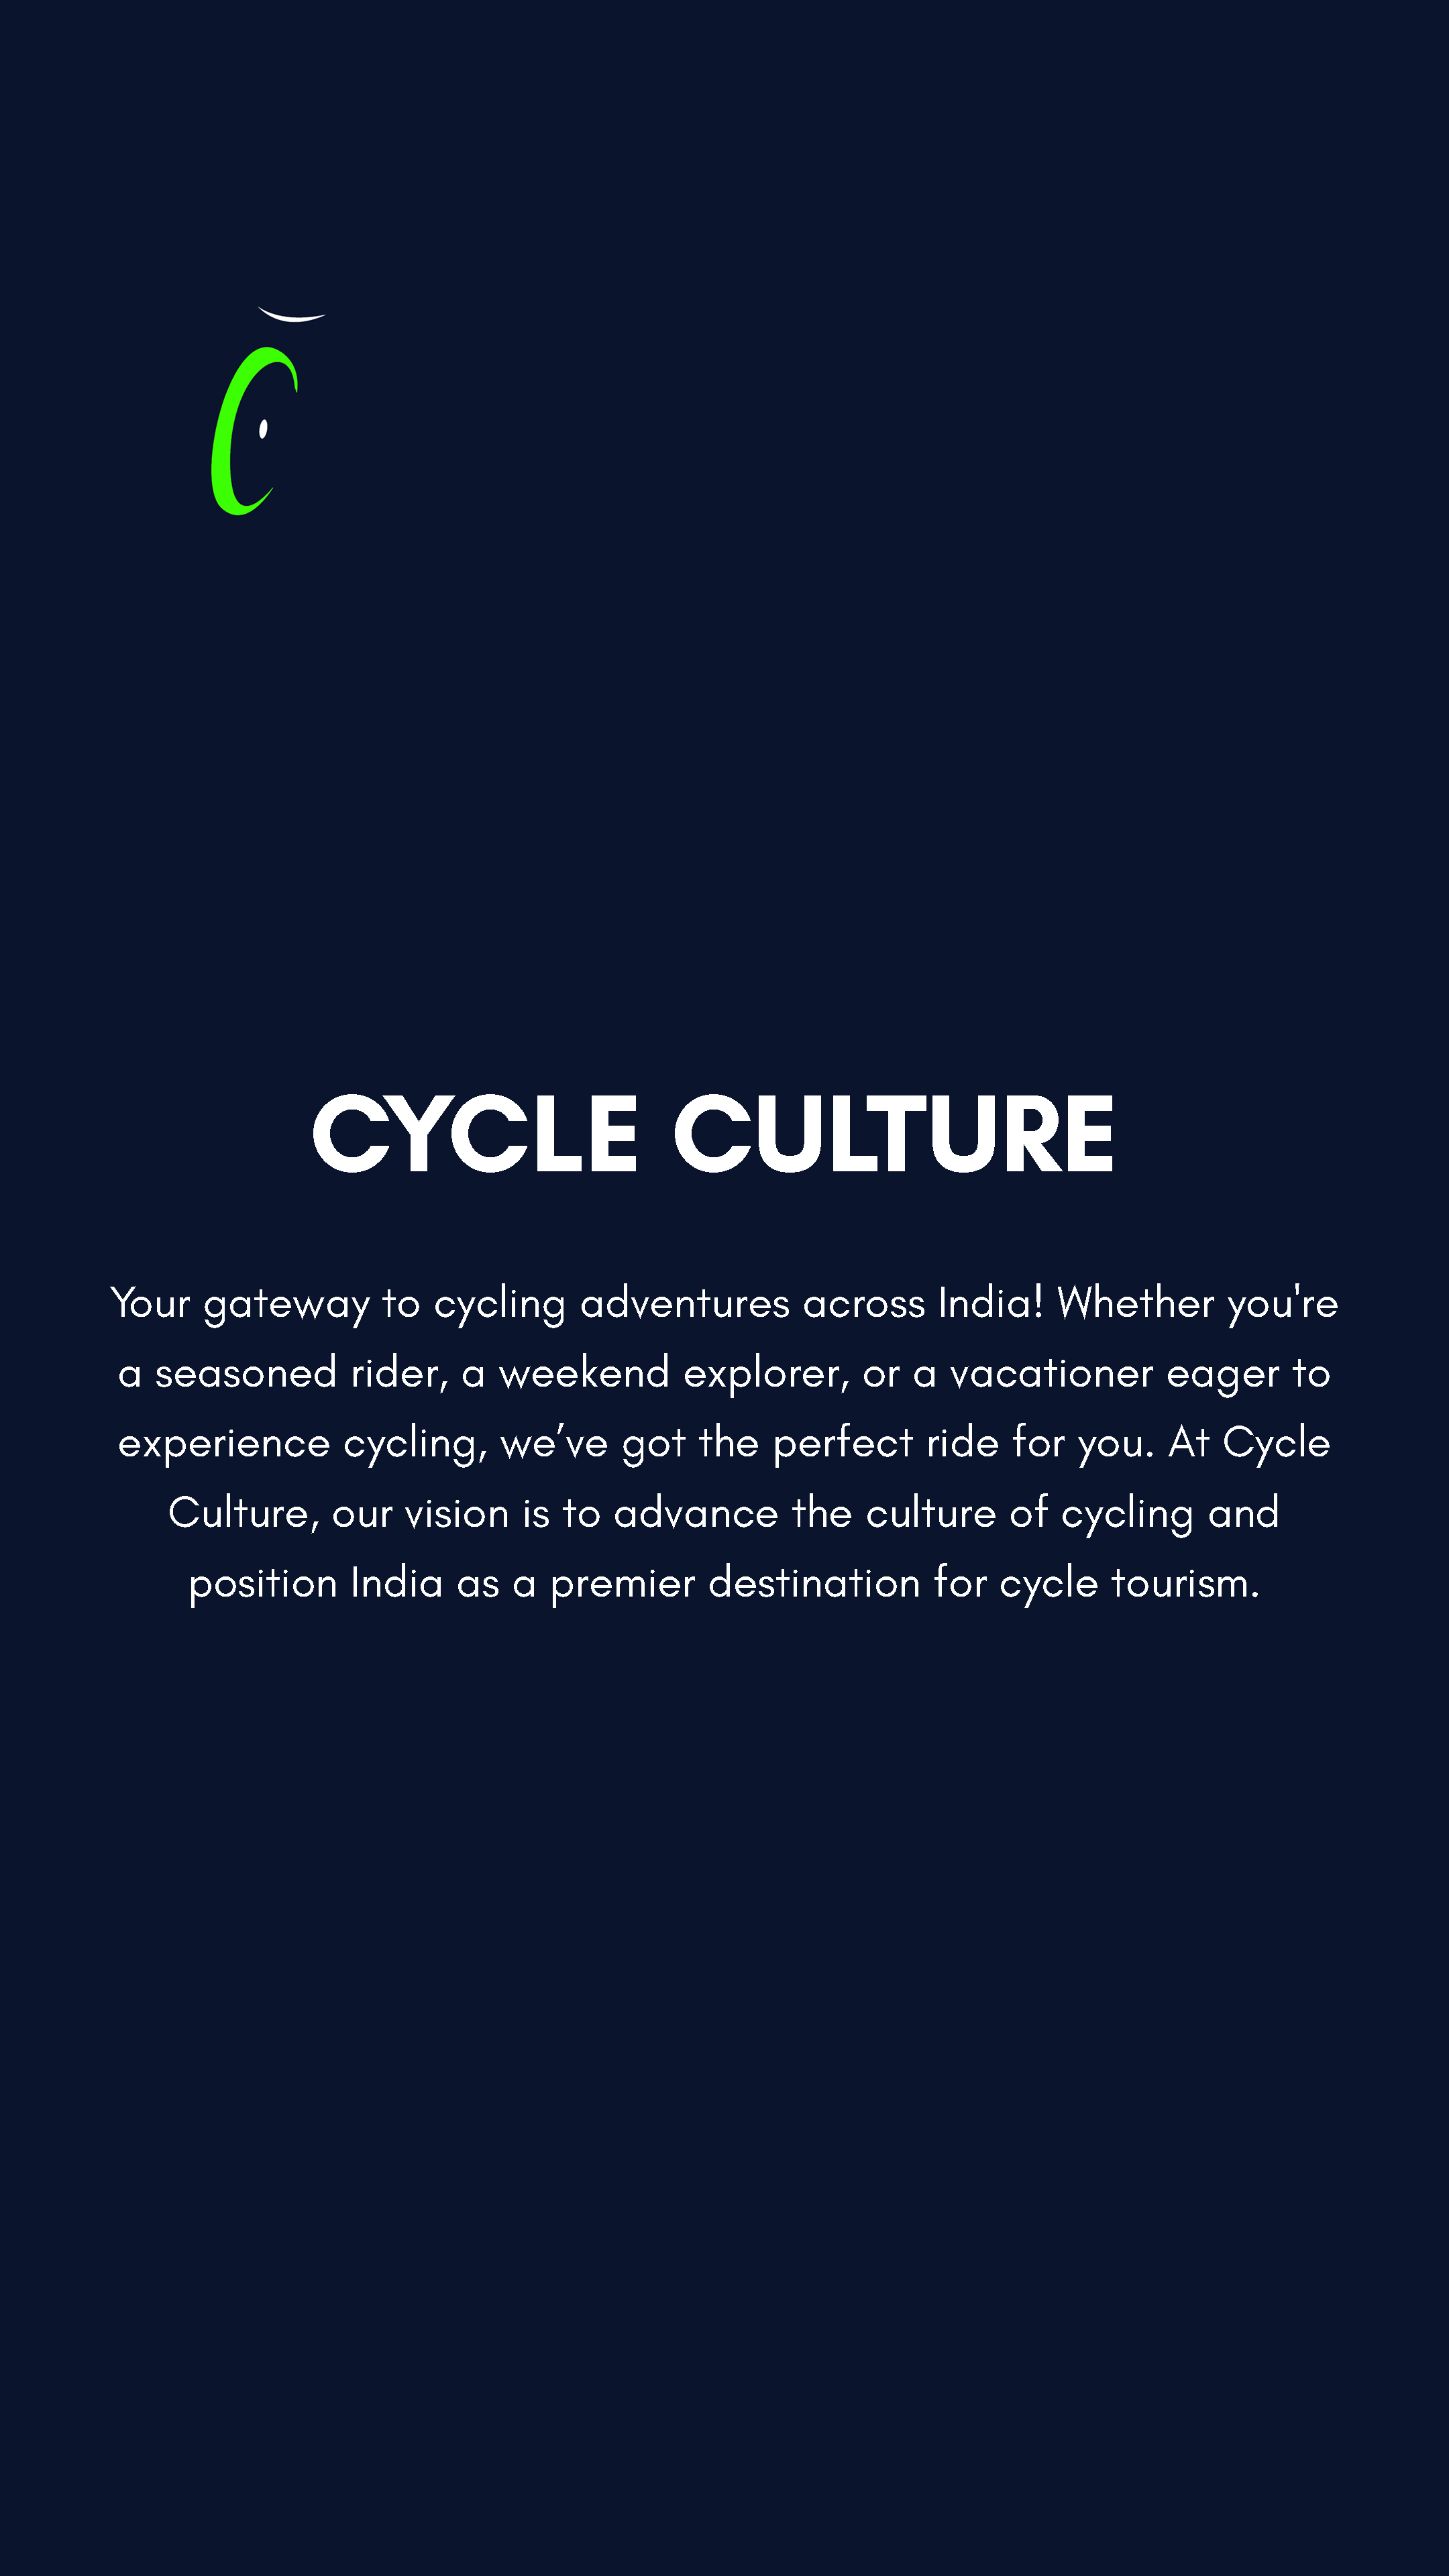 C
CYCLE CULTURE
Your gateway to cycling adventures across India! Whether you're
a seasoned rider, a weekend explorer, or a vacationer eager to
experience cycling, we’ve got the perfect ride for you. At Cycle
Culture, our vision is to advance the culture of cycling and
position India as a premier destination for cycle tourism.